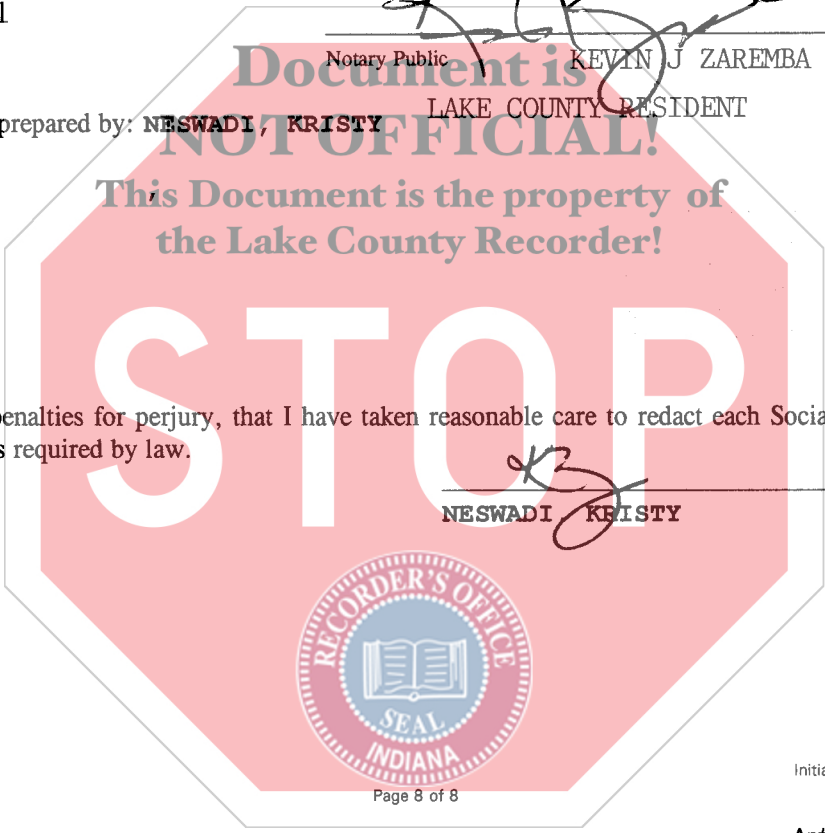 Document is
Notary Public KEVIN J ZAREMBA
LAKE COUNTY RESIDENT
prepared by: NESWADI, KRISTY
NOT OFFICIAL!
,
This Document is the property of
the Lake County Recorder!
STOP
penalties for perjury, that I have taken reasonable care to redact each Socia
s required by law.
NESWADI, KRISTY
RECORDER'S OFFICE
SEAL
INDIANA
Initia
Page 8 of 8